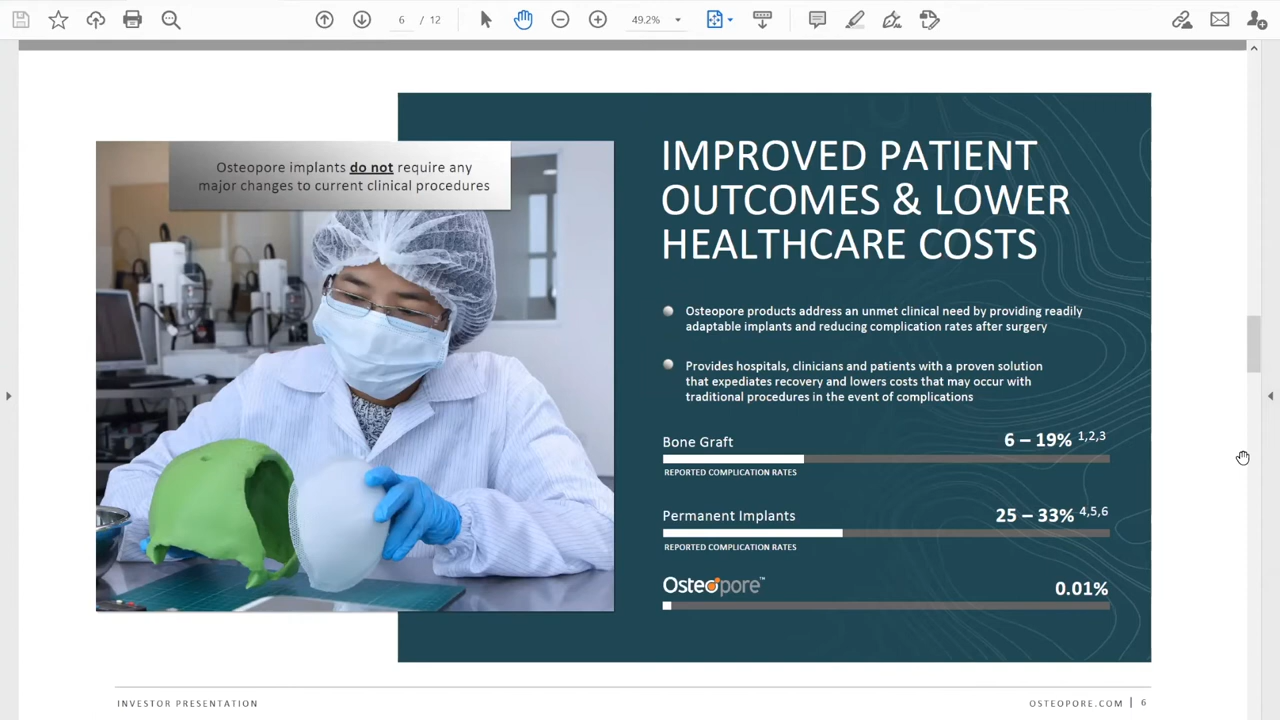 6 / 12
49.2%
Osteopore implants do not require any
major changes to current clinical procedures
IMPROVED PATIENT
OUTCOMES & LOWER
HEALTHCARE COSTS
Osteopore products address an unmet clinical need by providing readily
adaptable implants and reducing complication rates after surgery
Provides hospitals, clinicians and patients with a proven solution
that expediates recovery and lowers costs that may occur with
traditional procedures in the event of complications
Bone Graft 6 – 19% 1,2,3
REPORTED COMPLICATION RATES
Permanent Implants 25 – 33% 4,5,6
REPORTED COMPLICATION RATES
Osteopore™ 0.01%
INVESTOR PRESENTATION OSTEOPORE.COM | 6